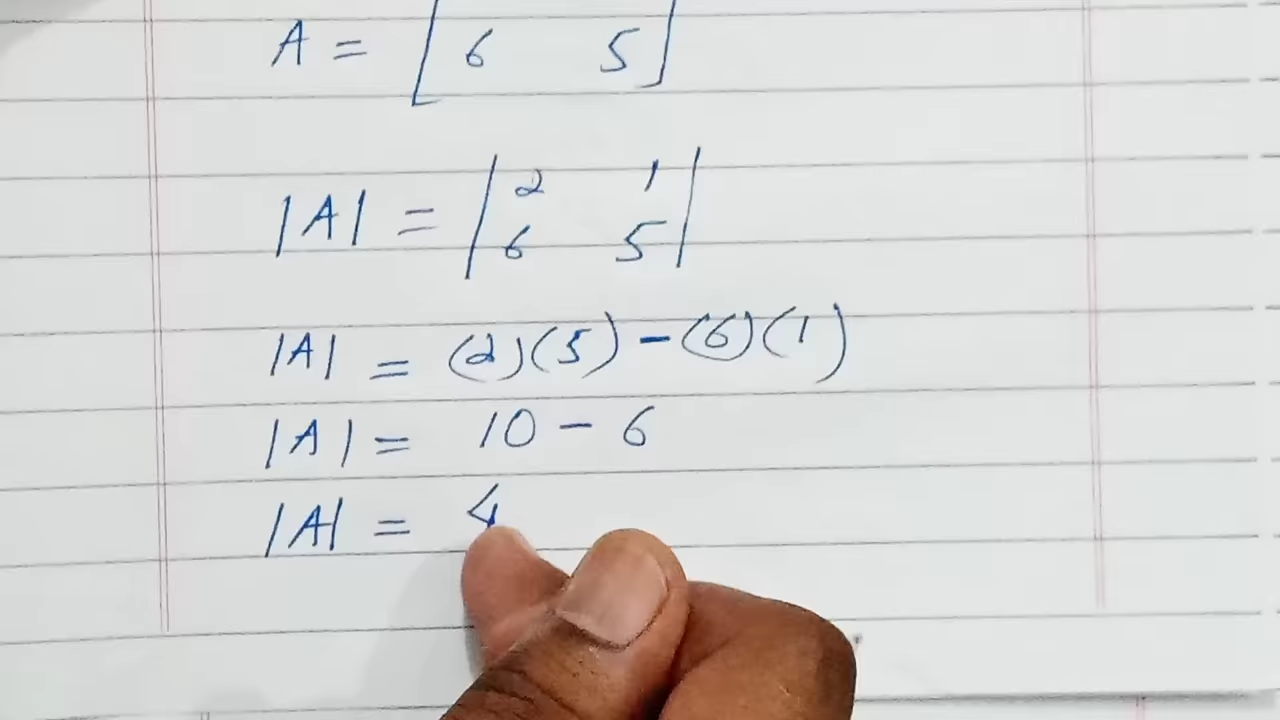 A = [ 6 5 ]
|A| = | 2 1 |
| 6 5 |
|A| = (2)(5) - (6)(1)
|A| = 10 - 6
|A| = 4